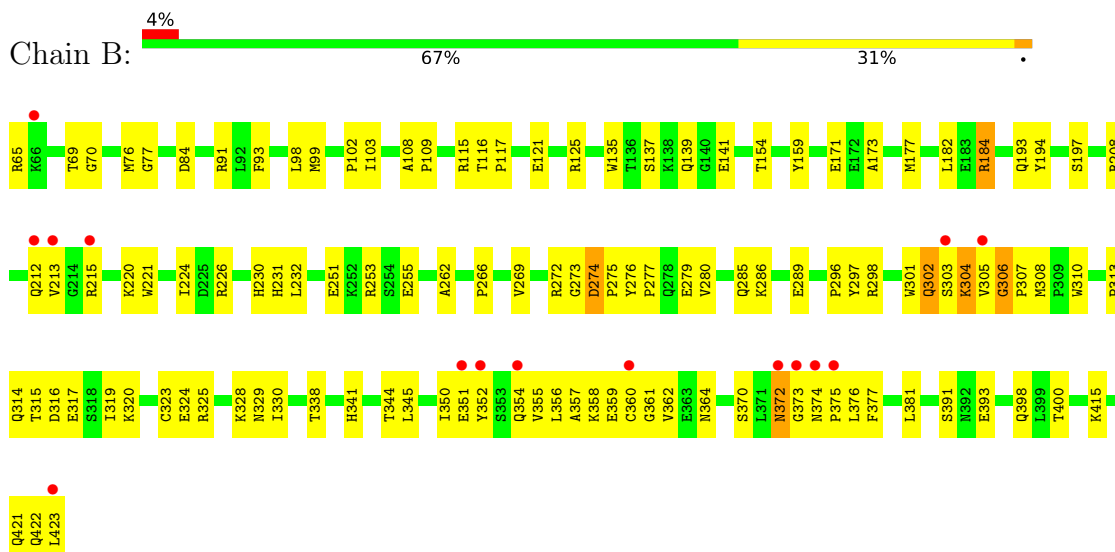 4%
Chain B:
67% 31% •
R65 K66 T69 G70 M76 G77 D84 R91 L92 F93 L98 M99 P102 I103 A108 P109 R115 T116 P117 E121 R125 W135 T136 S137 K138 Q139 G140 E141 T154 Y159 E171 E172 A173 M177 L182 E183 R184 Q193 Y194 S197
Q212 V213 G214 R215 K220 W221 I224 D225 R226 H230 H231 L232 E251 K252 R253 S254 E255 A262 P266 V269 R272 G273 D274 P275 Y276 P277 Q278 E279 V280 Q285 K286 E289 P296 Y297 R298 W301 Q302 S303 K304 V305 G306 P307 M308 P309 W310
Q314 T315 D316 E317 S318 I319 K320 C323 E324 R325 K328 N329 I330 T338 H341 T344 L345 I350 E351 Y352 S353 Q354 V355 L356 A357 K358 E359 C360 G361 V362 E363 N364 S370 L371 N372 G373 N374 P375 L376 F377 L381 S391 N392 E393 Q398 L399 T400 K415
Q421 Q422 L423